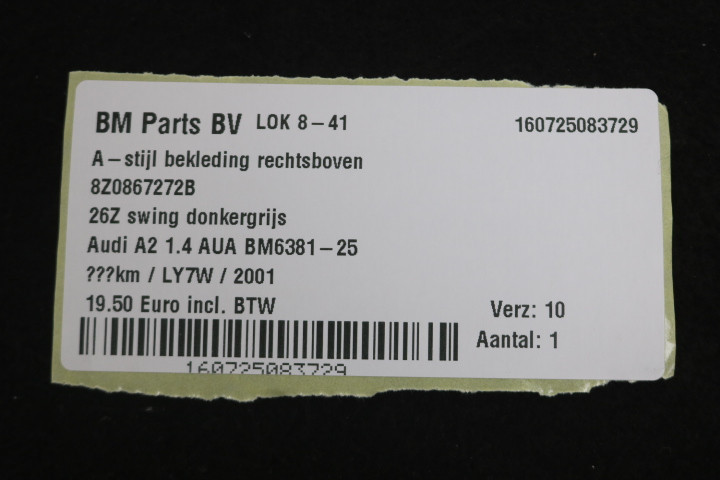 BM Parts BV LOK 8-41 160725083729
A-stijl bekleding rechtsboven
8Z0867272B
26Z swing donkergrijs
Audi A2 1.4 AUA BM6381-25
???km / LY7W / 2001
19.50 Euro incl. BTW Verz: 10
Aantal: 1
160725083729